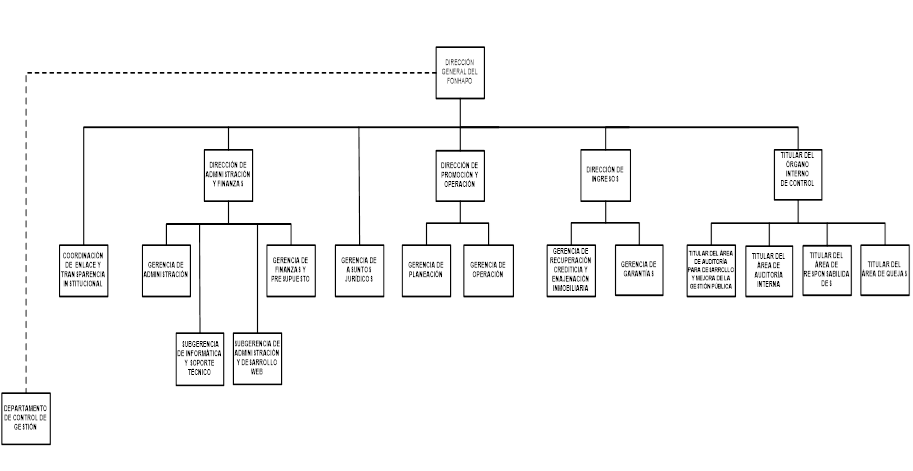 DIRECCIÓN
GENERAL DEL
FONHAPO
DIRECCIÓN DE
ADMINISTRACIÓN
Y FINANZAS
DIRECCIÓN DE
PROMOCIÓN Y
OPERACIÓN
DIRECCIÓN DE
INGRESOS
TITULAR DEL
ÓRGANO
INTERNO
DE CONTROL
COORDINACIÓN
DE ENLACE Y
TRANSPARENCIA
INSTITUCIONAL
GERENCIA DE
ADMINISTRACIÓN
GERENCIA DE
FINANZAS Y
PRESUPUESTO
GERENCIA DE
ASUNTOS
JURÍDICOS
GERENCIA DE
PLANEACIÓN
GERENCIA DE
OPERACIÓN
GERENCIA DE
RECUPERACIÓN
CREDITICIA Y
ENAJENACIÓN
INMOBILIARIA
GERENCIA DE
GARANTÍAS
TITULAR DEL ÁREA
DE AUDITORÍA
PARA DESARROLLO
Y MEJORA DE LA
GESTIÓN PÚBLICA
TITULAR DEL
ÁREA DE
AUDITORÍA
INTERNA
TITULAR DEL
ÁREA DE
RESPONSABILIDA
DES
TITULAR DEL
ÁREA DE QUEJAS
SUBGERENCIA
DE INFORMÁTICA
Y SOPORTE
TÉCNICO
SUBGERENCIA DE
ADMINISTRACIÓN
Y DESARROLLO
WEB
DEPARTAMENTO
DE CONTROL DE
GESTIÓN